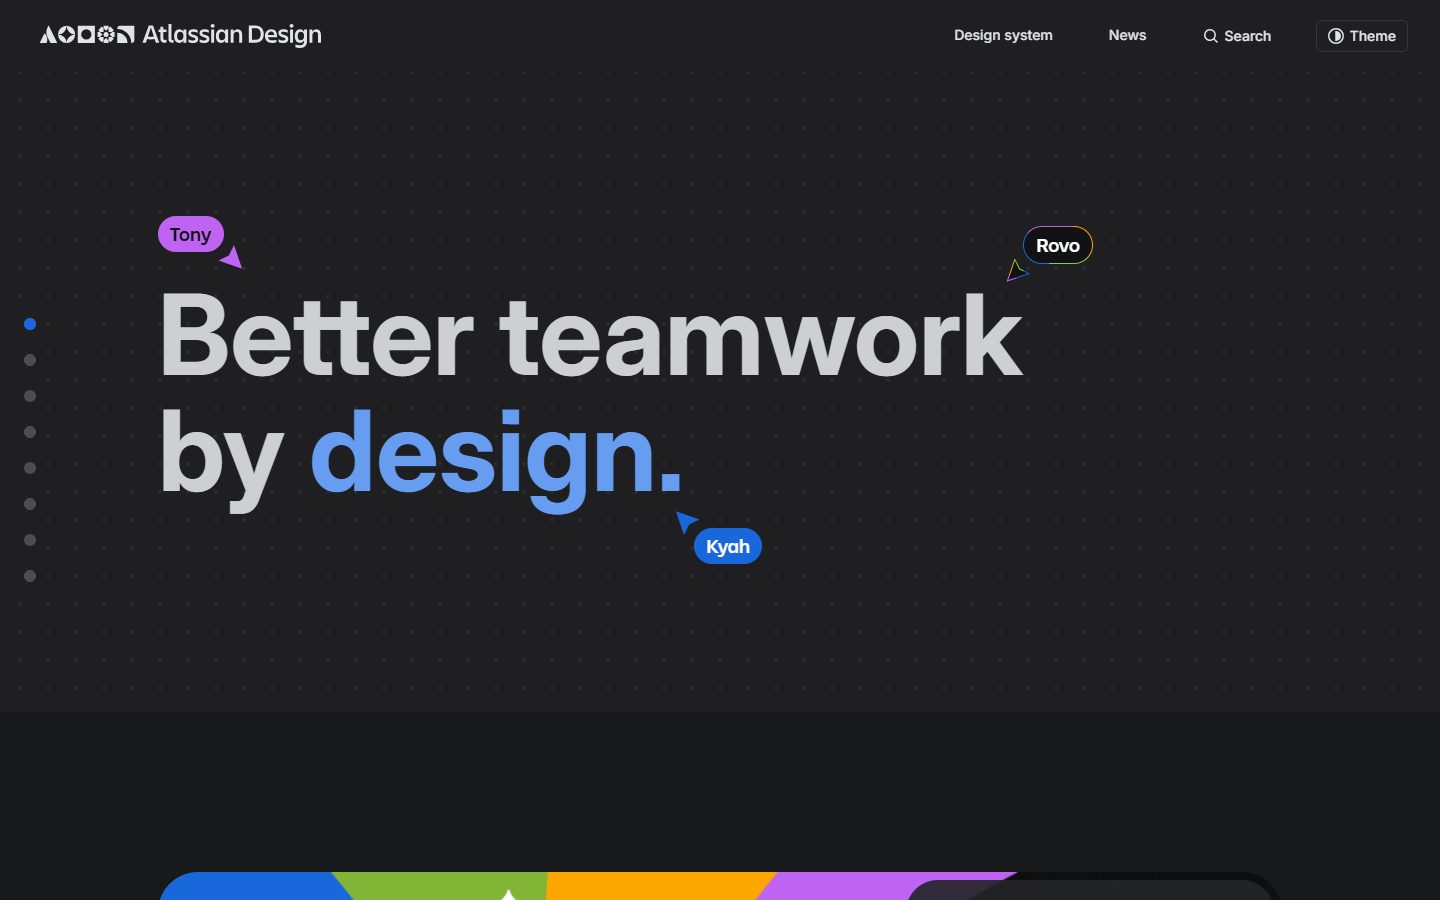 Atlassian Design
Design system
News
Search
Theme
Tony
Rovo
Better teamwork
by design.
Kyah